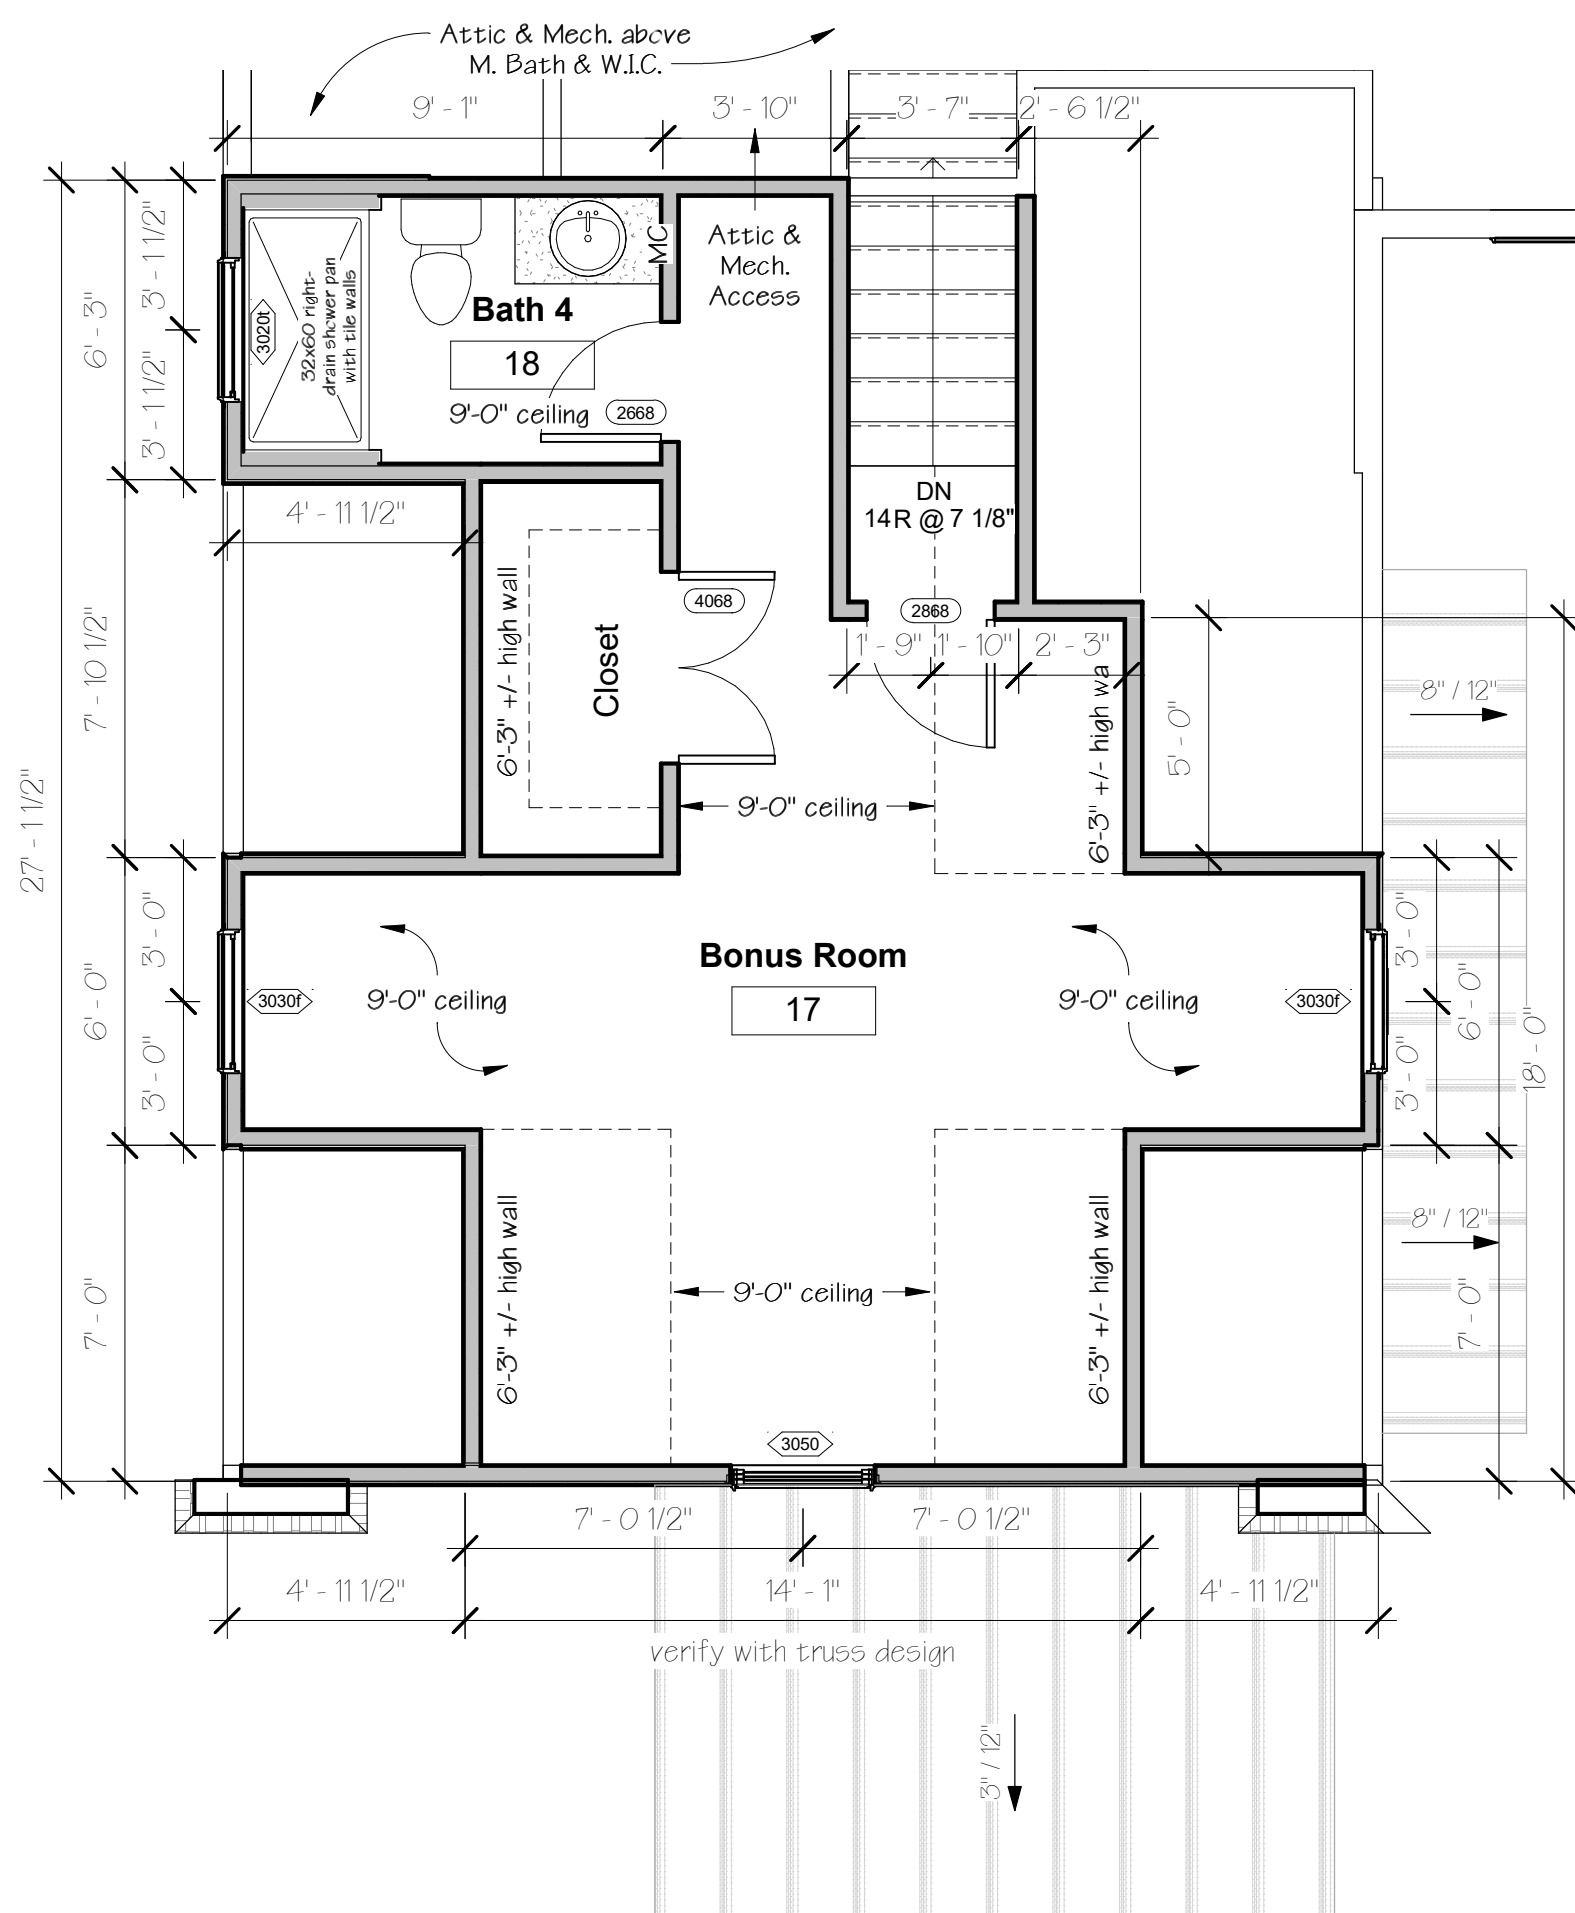 Attic & Mech. above
M. Bath & W.I.C.
9' - 1"
3' - 10"
3' - 7"
2' - 6 1/2"
Attic &
Mech.
Access
MC
Bath 4
18
9'-0" ceiling
2668
3020t
32x60 right-
drain shower pan
with tile walls
3' - 1 1/2"
6' - 3"
3' - 1 1/2"
4' - 11 1/2"
DN
14R @ 7 1/8"
2868
4068
Closet
6'-3" +/- high wall
1' - 9"
1' - 10"
2' - 3"
6'-3" +/- high wa
5' - 0"
8" / 12"
7' - 10 1/2"
27' - 1 1/2"
9'-0" ceiling
Bonus Room
17
9'-0" ceiling
9'-0" ceiling
3030f
3030f
3' - 0"
6' - 0"
3' - 0"
3' - 0"
6' - 0"
3' - 0"
18' - 0"
6'-3" +/- high wall
9'-0" ceiling
6'-3" +/- high wall
8" / 12"
7' - 0"
7' - 0"
3050
7' - 0 1/2"
7' - 0 1/2"
4' - 11 1/2"
14' - 1"
4' - 11 1/2"
verify with truss design
3" / 12"